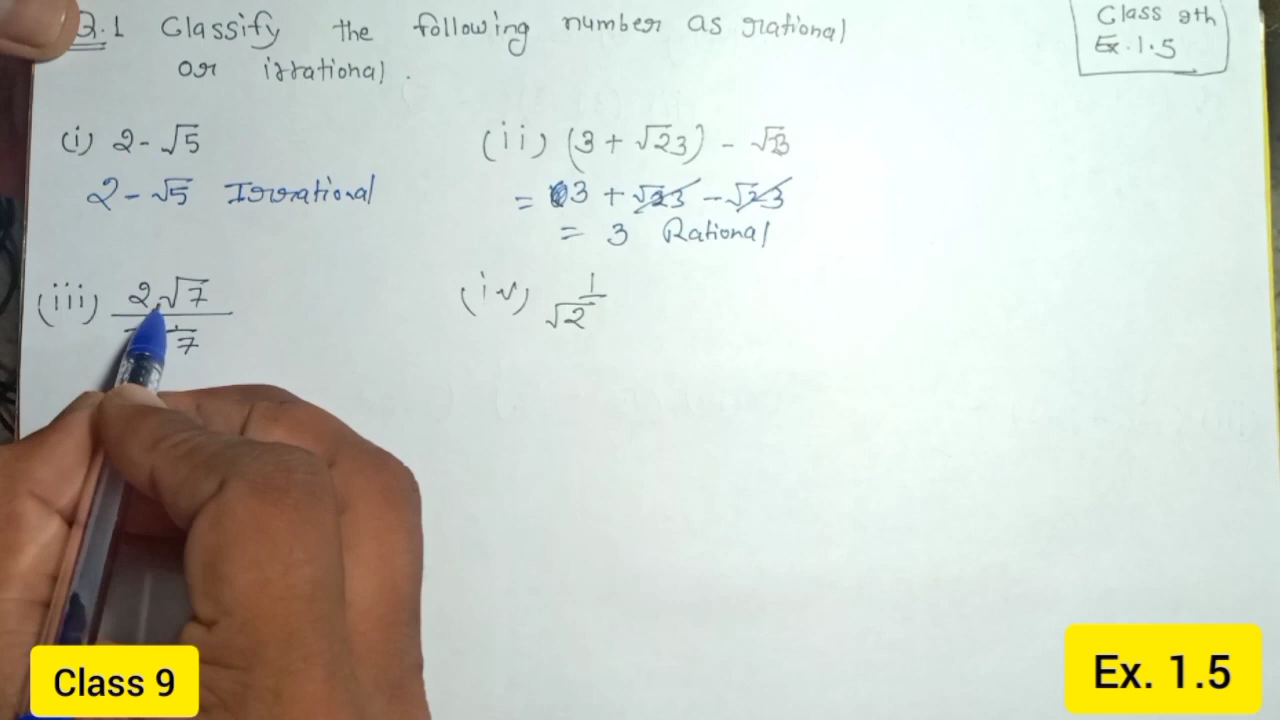 Q.1 Classify the following number as rational
or irrational.
Class 9th
Ex. 1.5
(i) 2 - √5
(ii) (3 + √23) - √23
2 - √5 Irrational
= 3 + √23 - √23
= 3 Rational
(iii) 2√7
7
(iv) 1
√2
Class 9
Ex. 1.5